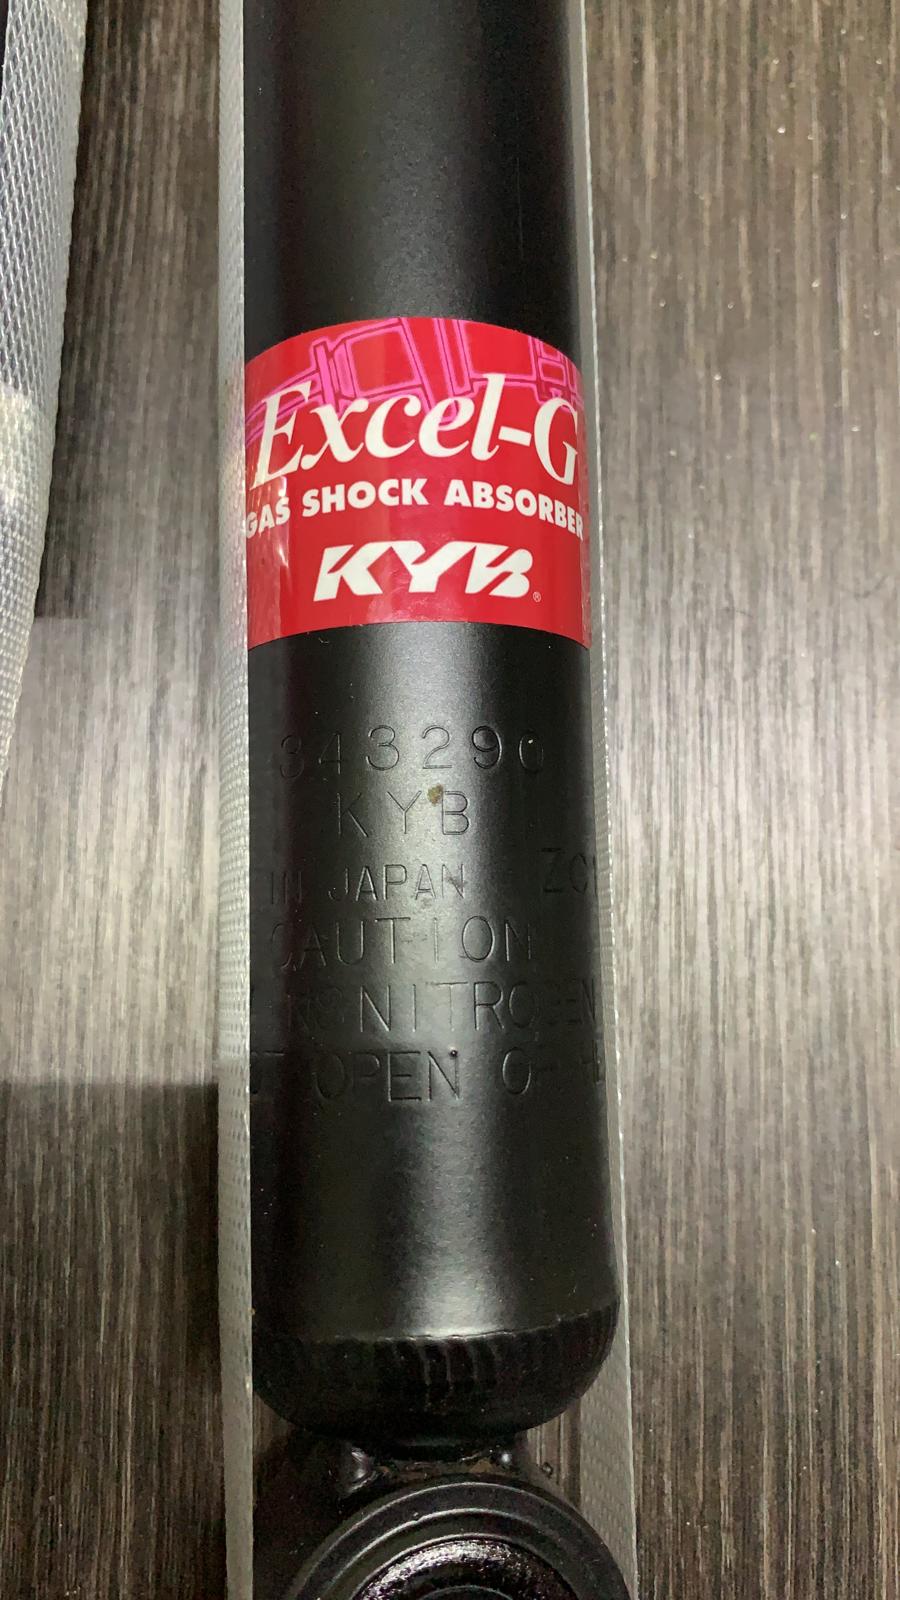 Excel-G
GAS SHOCK ABSORBER
KYB®
343290
KYB
IN JAPAN
CAUTION
NITROGEN
OPEN